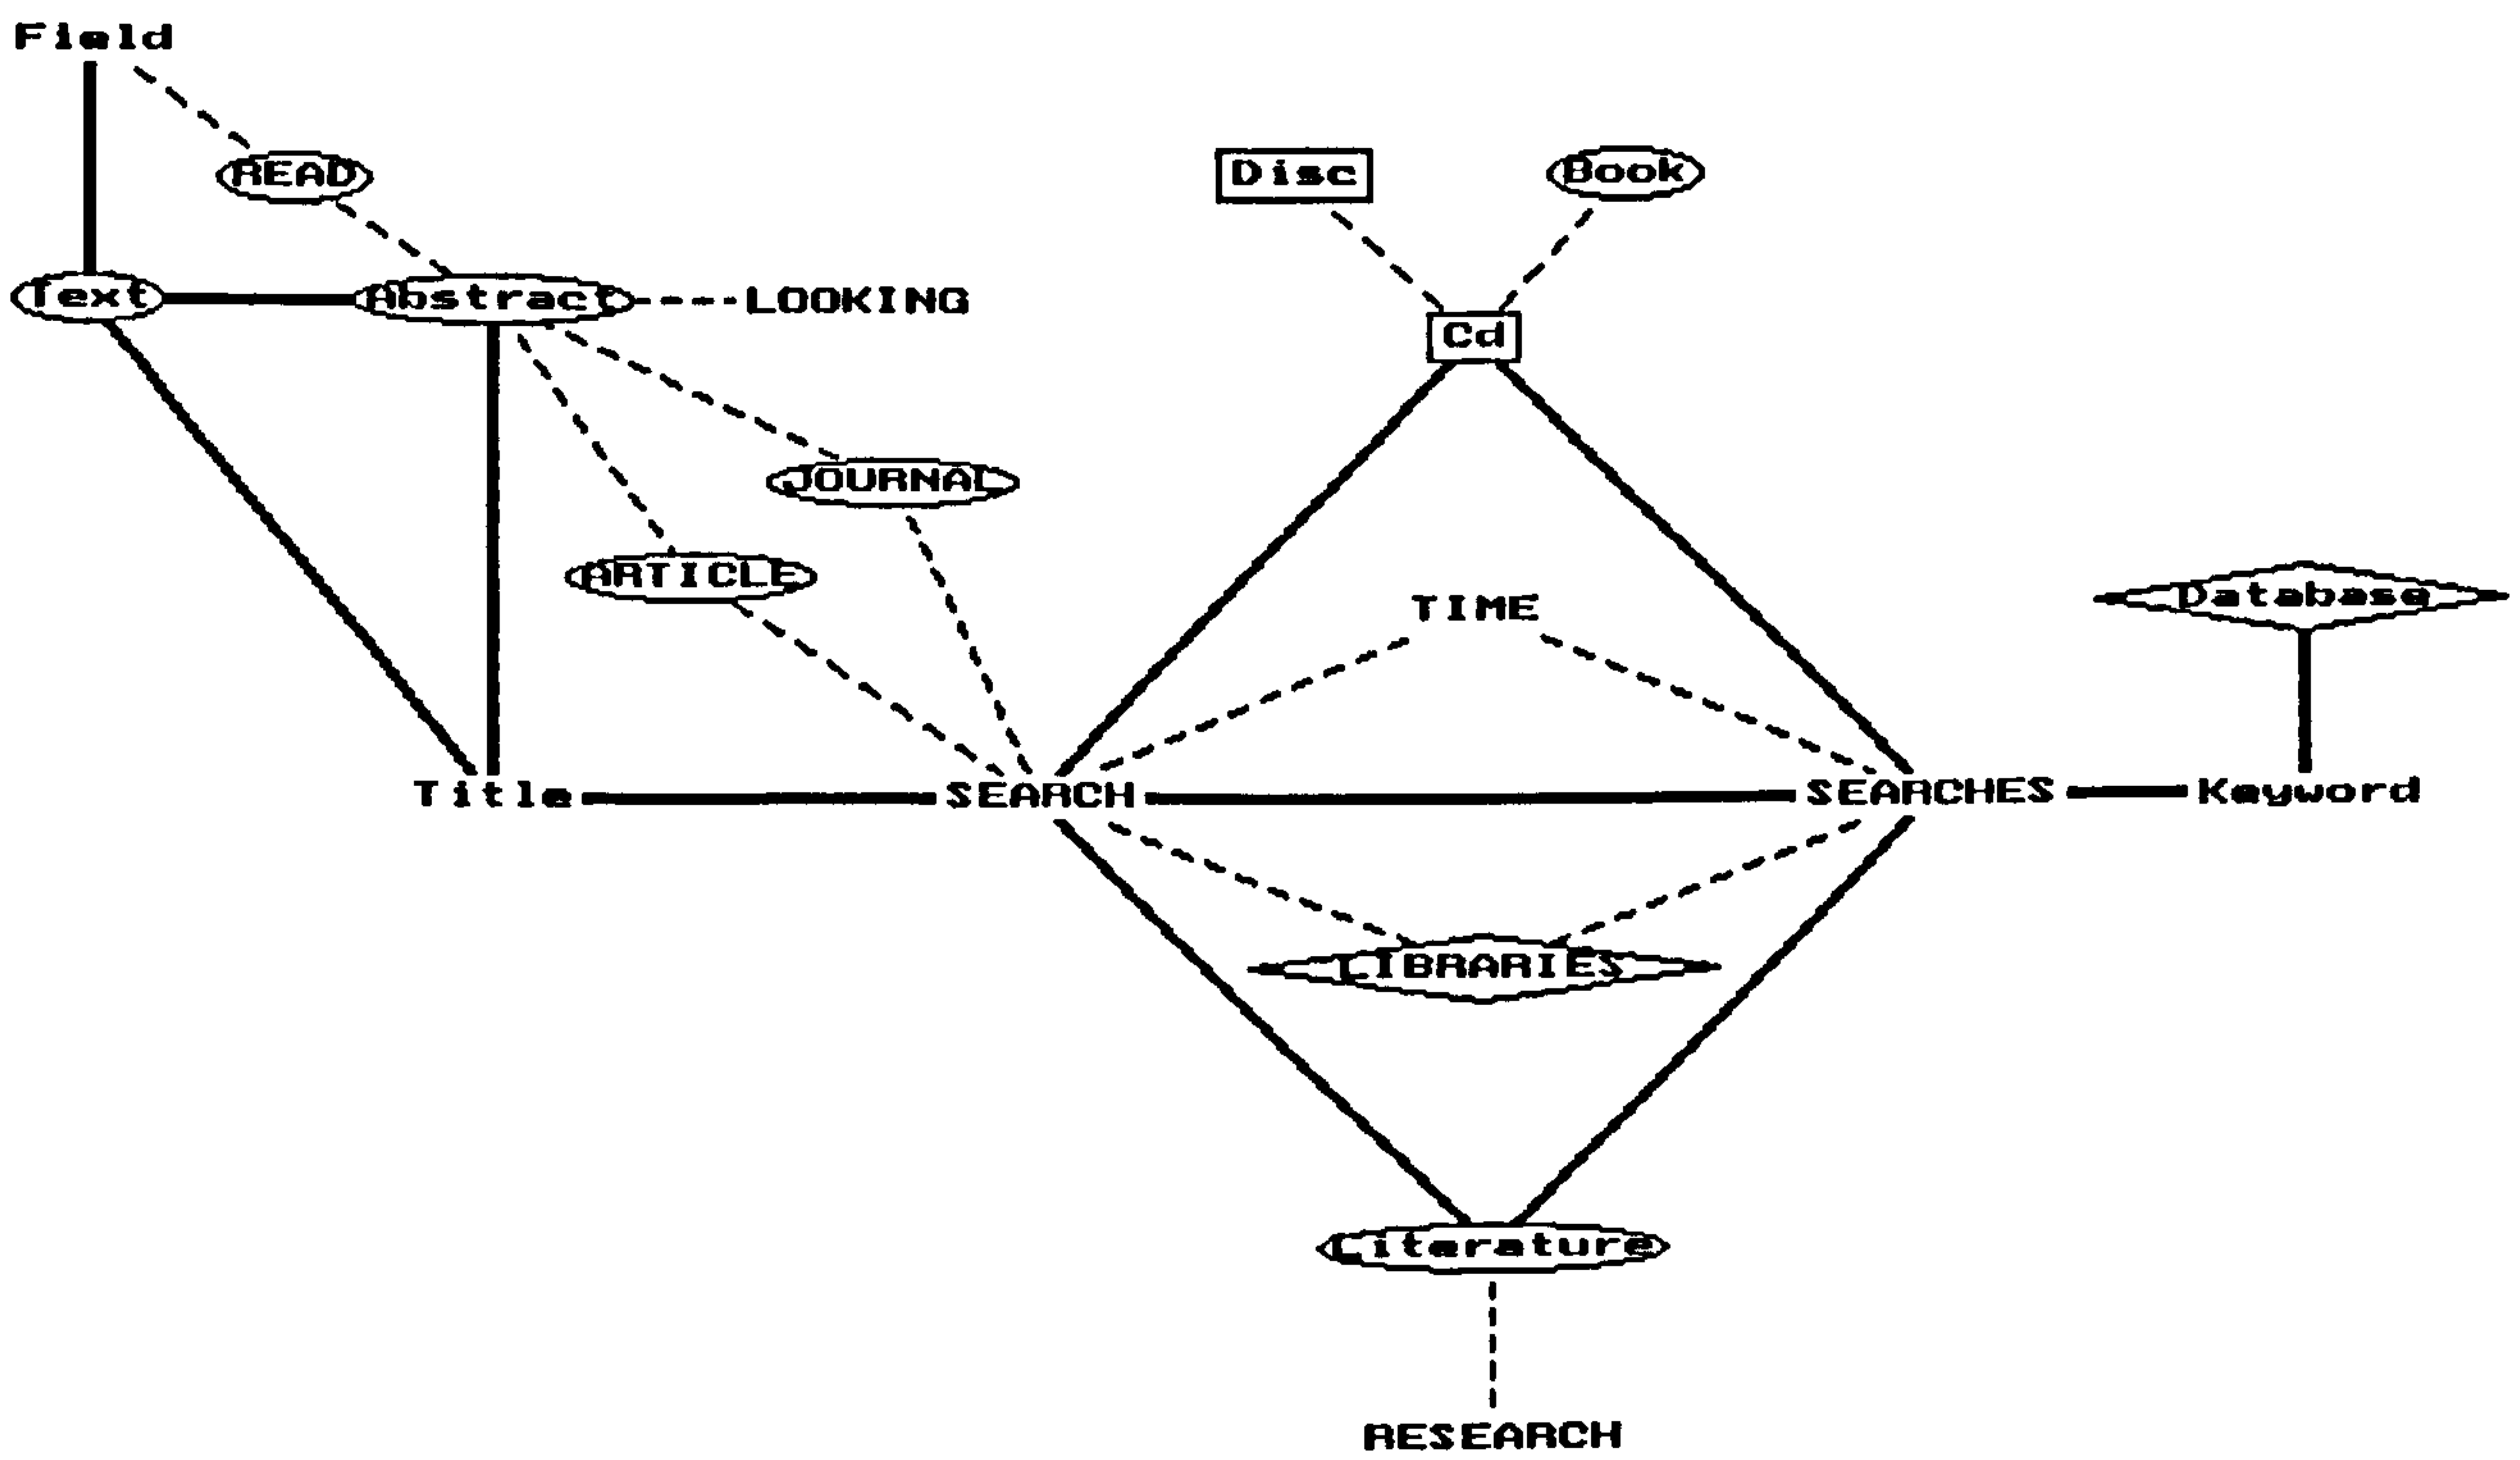 Field
READ
Disc
Book
Text
Abstract
LOOKING
Cd
JOURNAL
ARTICLE
TIME
Database
Title
SEARCH
SEARCHES
Keyword
LIBRARIES
Literature
RESEARCH